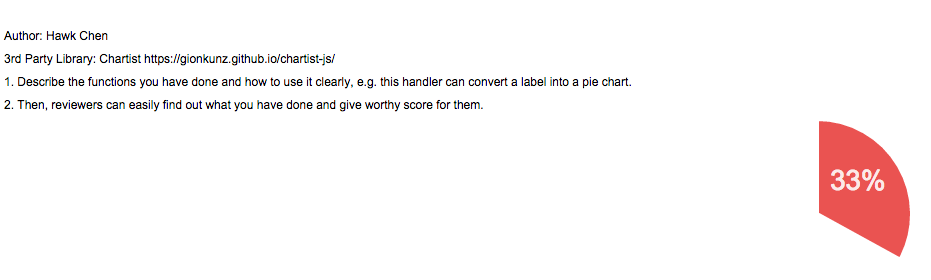 Author: Hawk Chen
3rd Party Library: Chartist https://gionkunz.github.io/chartist-js/
1. Describe the functions you have done and how to use it clearly, e.g. this handler can convert a label into a pie chart.
2. Then, reviewers can easily find out what you have done and give worthy score for them.
33%